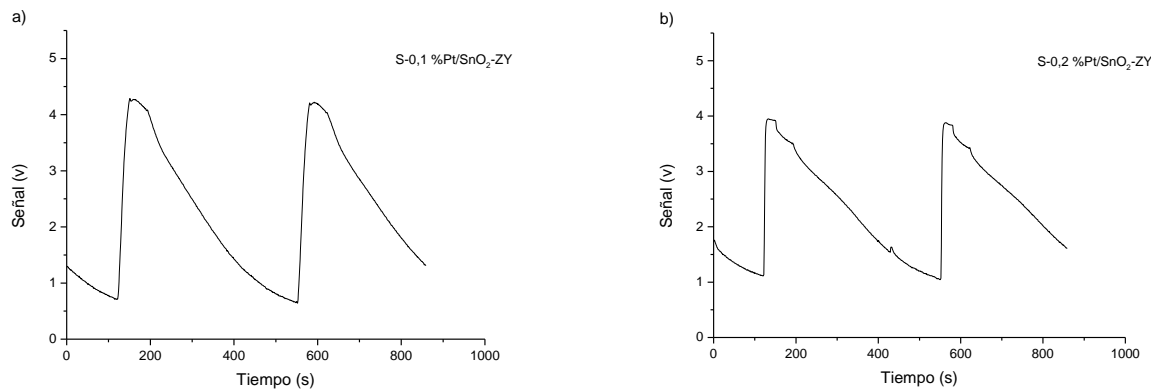 a)
S-0,1 %Pt/SnO₂-ZY
5
4
3
2
1
0
Señal (v)
0 200 400 600 800 1000
Tiempo (s)
b)
S-0,2 %Pt/SnO₂-ZY
5
4
3
2
1
0
Señal (v)
0 200 400 600 800 1000
Tiempo (s)